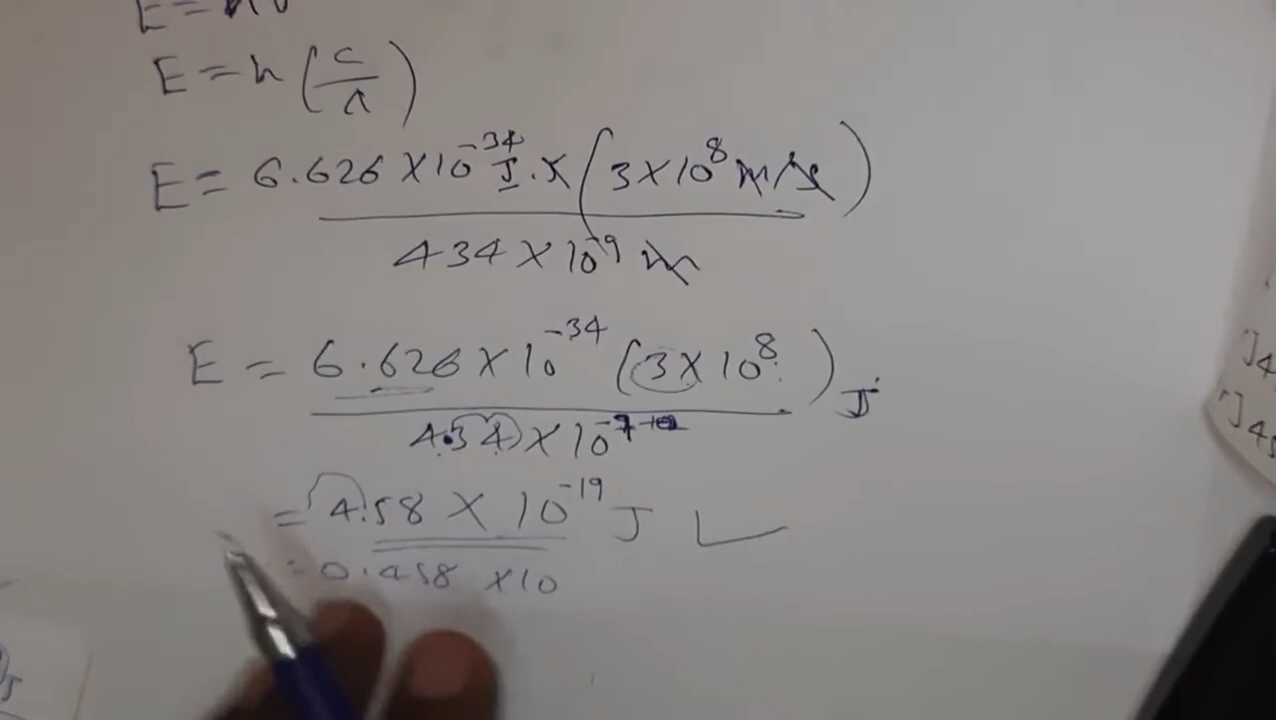 E = hν
E = h (c/λ)
E = 6.626 × 10⁻³⁴ J.s (3 × 10⁸ m/s)
434 × 10⁻⁹ m
E = 6.626 × 10⁻³⁴ (3 × 10⁸) J
4.34 × 10⁻⁷
= 4.58 × 10⁻¹⁹ J
= 0.458 × 10